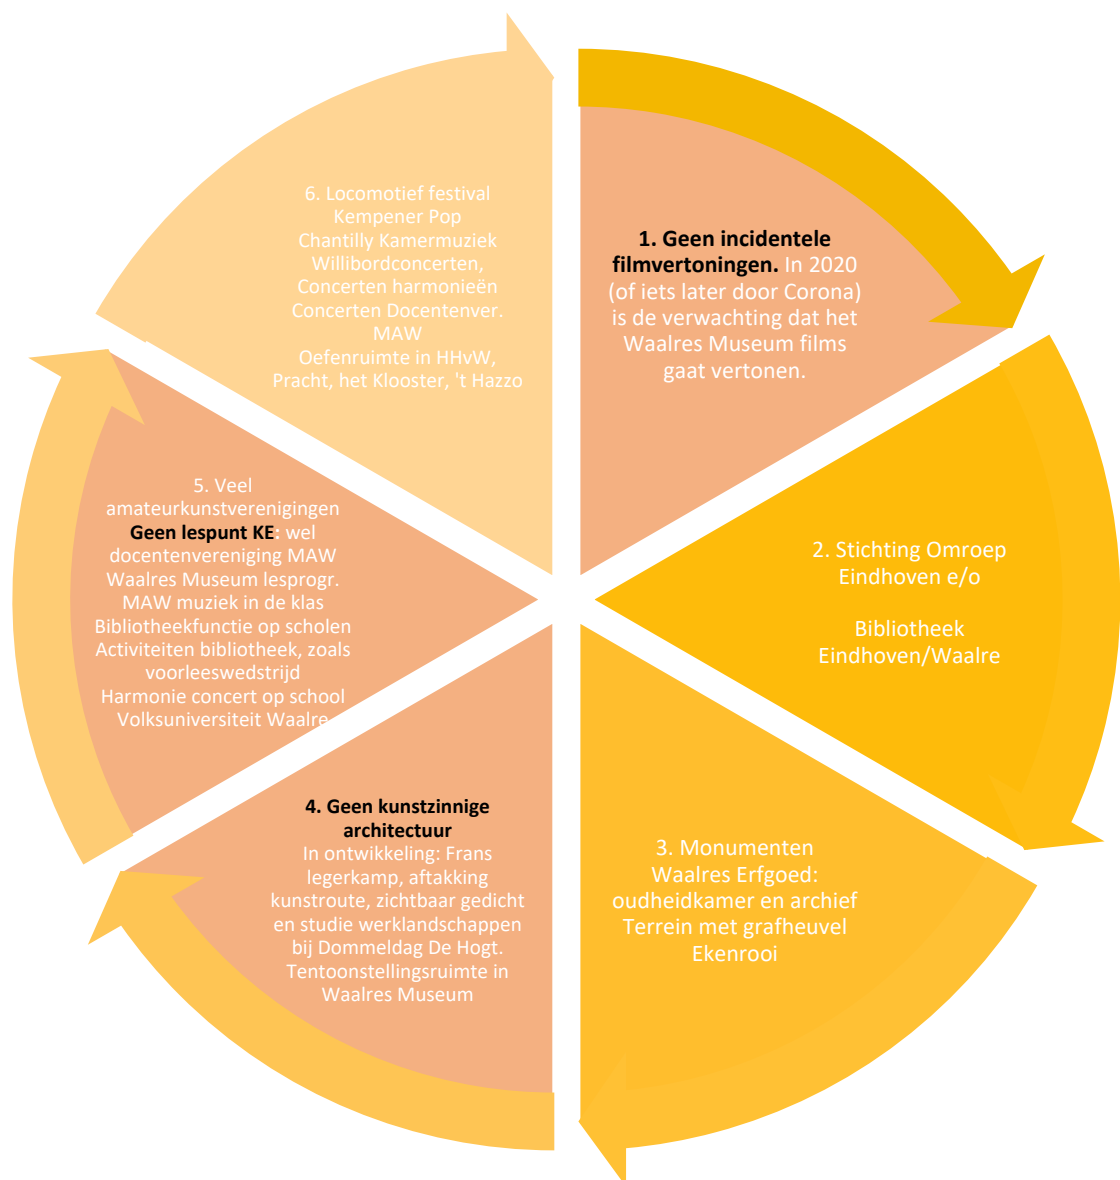 1. Geen incidentele
filmvertoningen. In 2020
(of iets later door Corona)
is de verwachting dat het
Waalres Museum films
gaat vertonen.
2. Stichting Omroep
Eindhoven e/o
Bibliotheek
Eindhoven/Waalre
3. Monumenten
Waalres Erfgoed:
oudheidkamer en archief
Terrein met grafheuvel
Ekenrooi
4. Geen kunstzinnige
architectuur
In ontwikkeling: Frans
legerkamp, aftakking
kunstroute, zichtbaar gedicht
en studie werklandschappen
bij Dommeldag De Hogt.
Tentoonstellingsruimte in
Waalres Museum
5. Veel
amateurkunstverenigingen
Geen lespunt KE: wel
docentenvereniging MAW
Waalres Museum lesprogr.
MAW muziek in de klas
Bibliotheekfunctie op scholen
Activiteiten bibliotheek, zoals
voorleeswedstrijd
Harmonie concert op school
Volksuniversiteit Waalre
6. Locomotief festival
Kempener Pop
Chantilly Kamermuziek
Willibordconcerten,
Concerten harmonieën
Concerten Docentenver.
MAW
Oefenruimte in HHvW,
Pracht, het Klooster, 't Hazzo